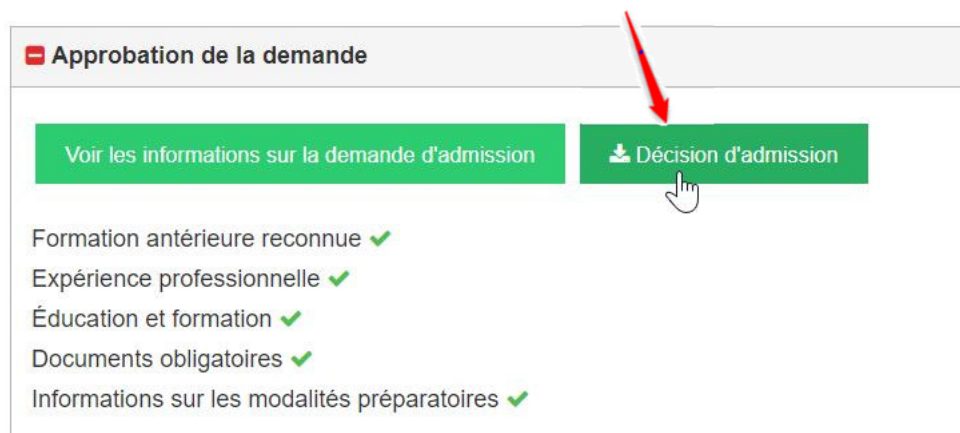 Approbation de la demande
Voir les informations sur la demande d'admission
Décision d'admission
Formation antérieure reconnue
Expérience professionnelle
Éducation et formation
Documents obligatoires
Informations sur les modalités préparatoires